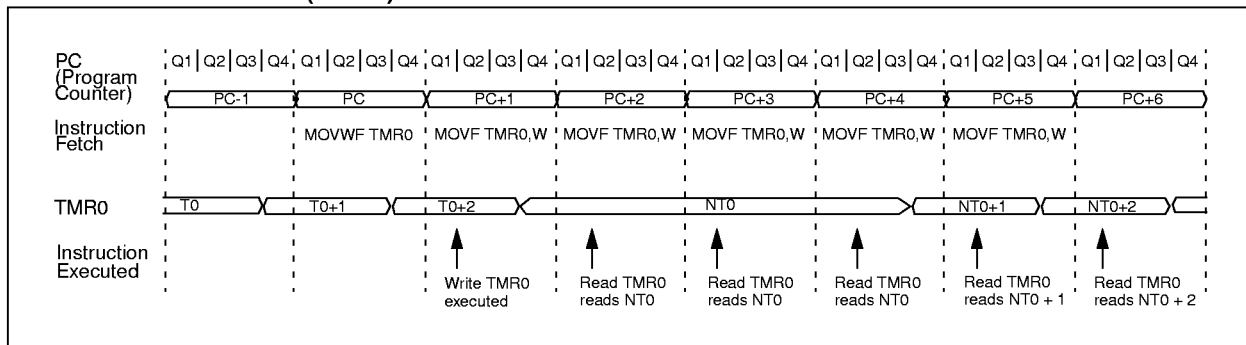 PC (Program Counter)
Q1 Q2 Q3 Q4 Q1 Q2 Q3 Q4 Q1 Q2 Q3 Q4 Q1 Q2 Q3 Q4 Q1 Q2 Q3 Q4 Q1 Q2 Q3 Q4 Q1 Q2 Q3 Q4 Q1 Q2 Q3 Q4
PC-1 PC PC+1 PC+2 PC+3 PC+4 PC+5 PC+6
Instruction Fetch
MOVWF TMR0 MOVF TMR0,W MOVF TMR0,W MOVF TMR0,W MOVF TMR0,W MOVF TMR0,W
TMR0
T0 T0+1 T0+2 NT0 NT0+1 NT0+2
Instruction Executed
Write TMR0 executed
Read TMR0 reads NT0
Read TMR0 reads NT0
Read TMR0 reads NT0
Read TMR0 reads NT0 + 1
Read TMR0 reads NT0 + 2